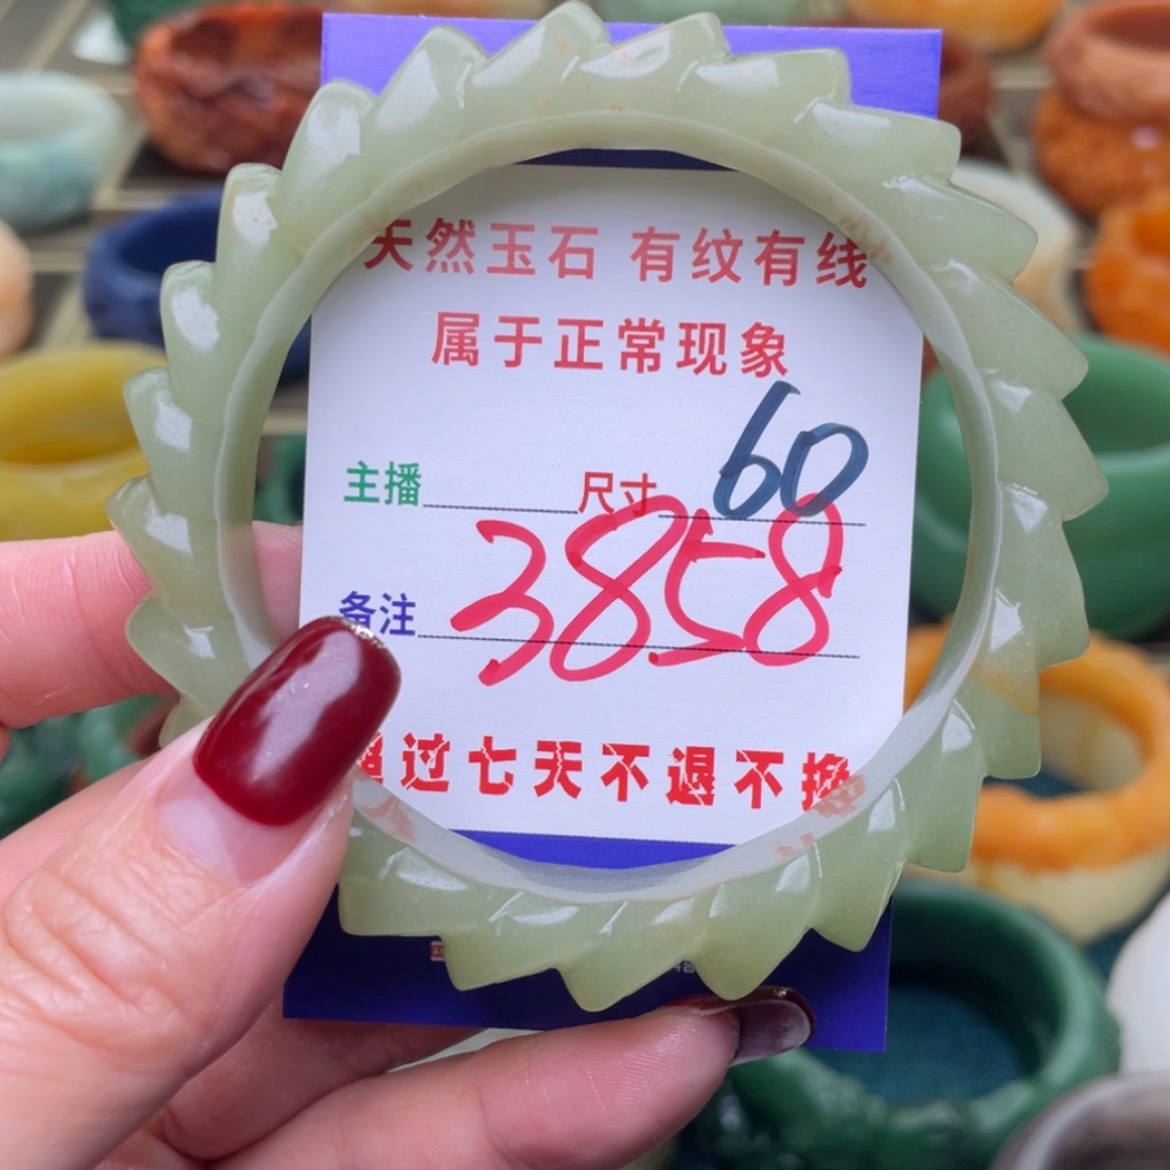 天然玉石 有纹有线
属于正常现象
主播 尺寸 60
备注 3858
超过七天不退不换